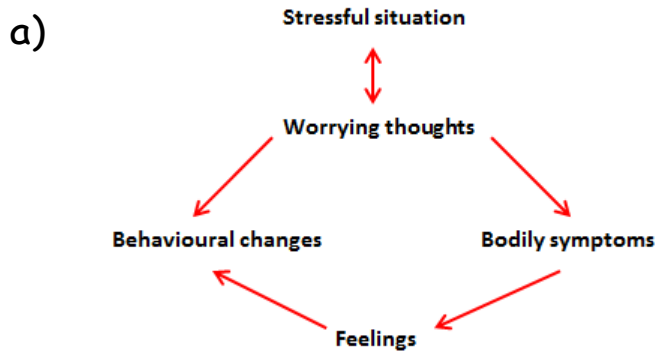 a)
Stressful situation
Worrying thoughts
Behavioural changes
Bodily symptoms
Feelings